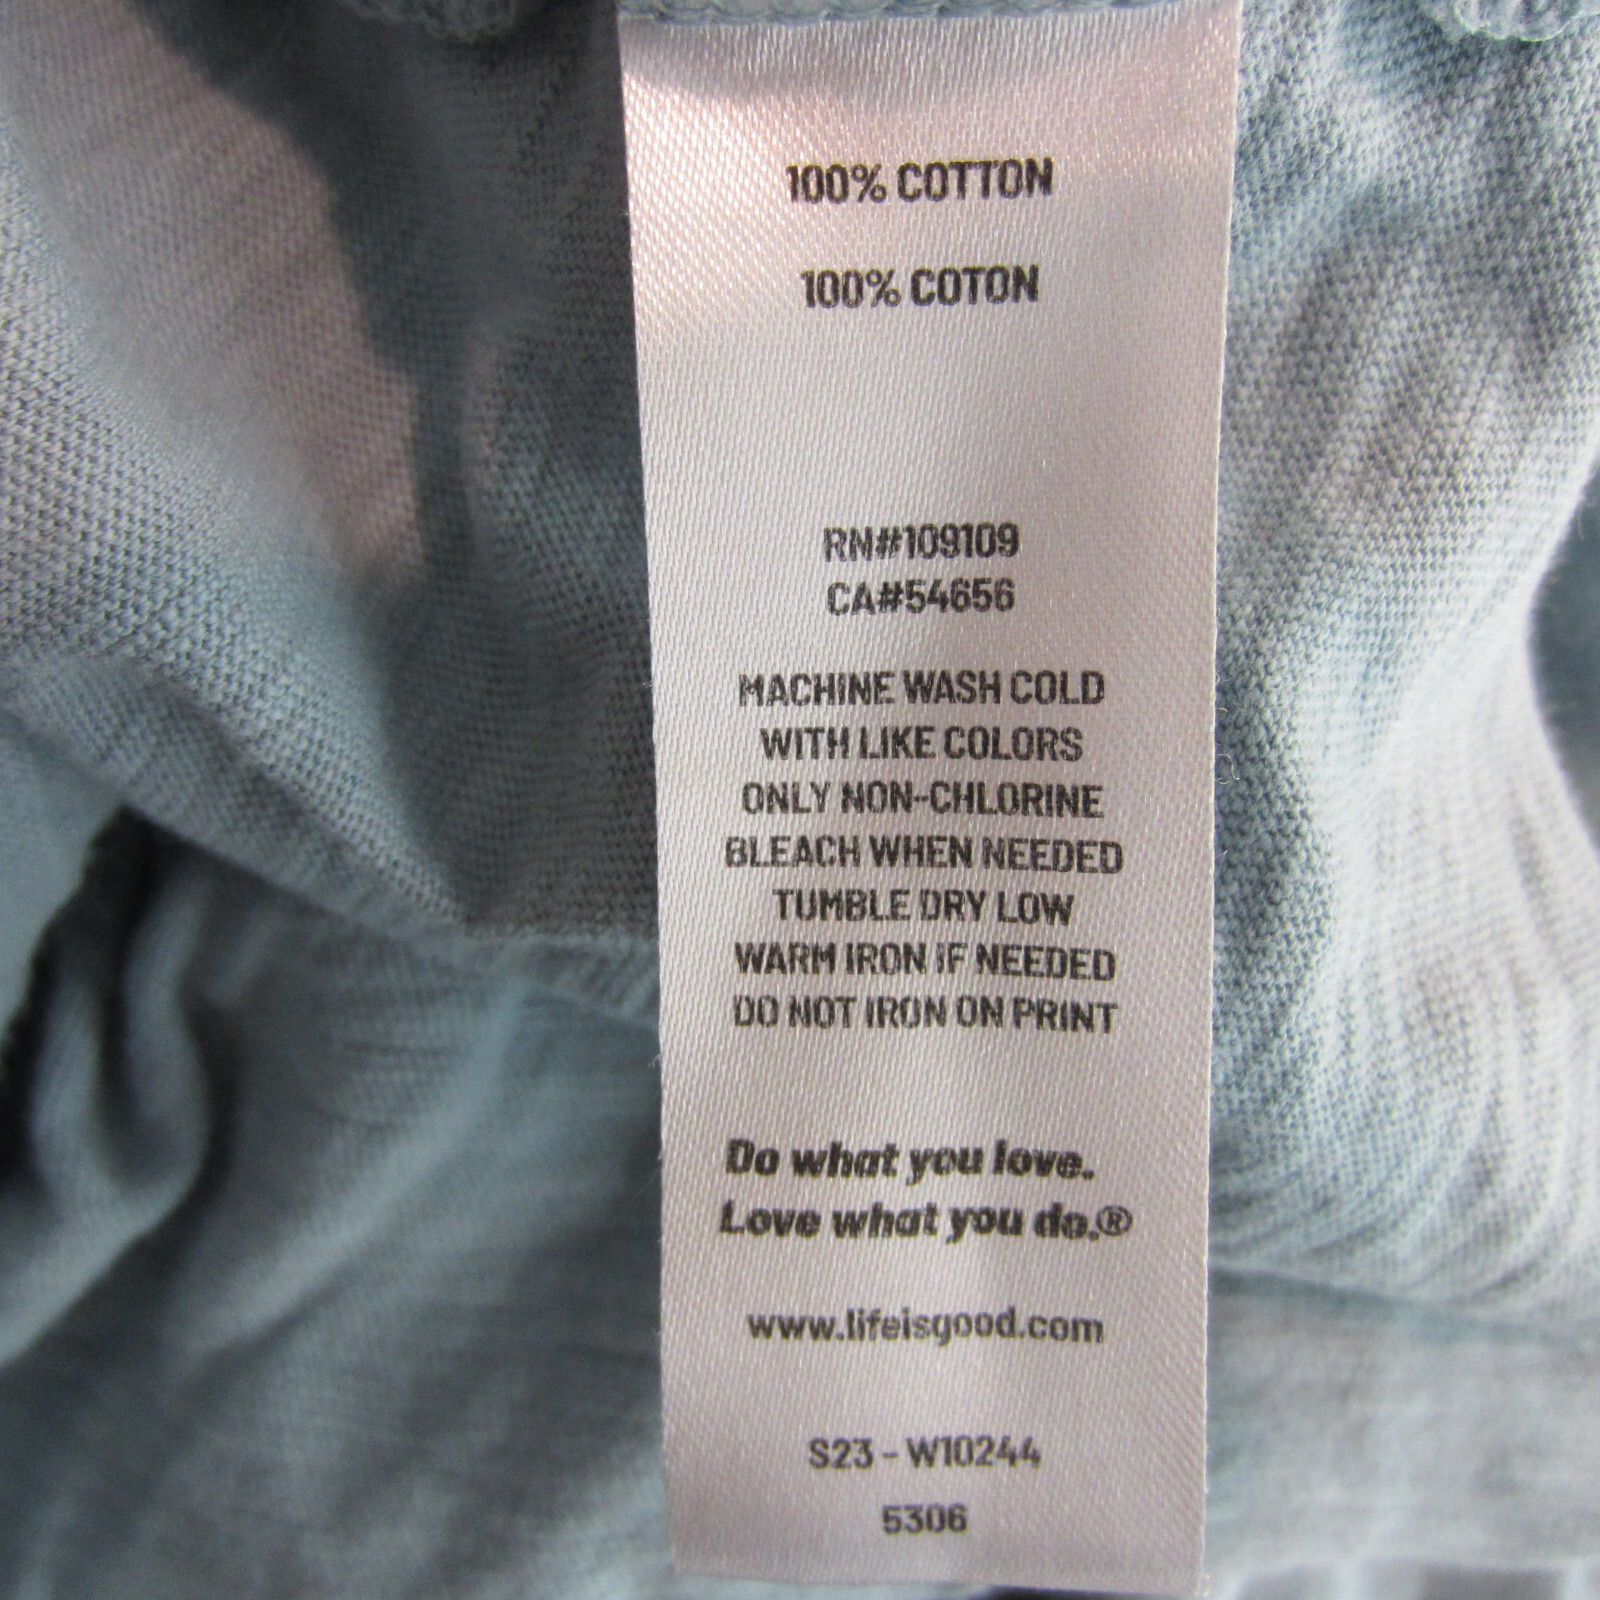 100% COTTON
100% COTON
RN#109109
CA#54656
MACHINE WASH COLD
WITH LIKE COLORS
ONLY NON-CHLORINE
BLEACH WHEN NEEDED
TUMBLE DRY LOW
WARM IRON IF NEEDED
DO NOT IRON ON PRINT
Do what you love.
Love what you do.®
www.lifeisgood.com
S23 - W10244
5306